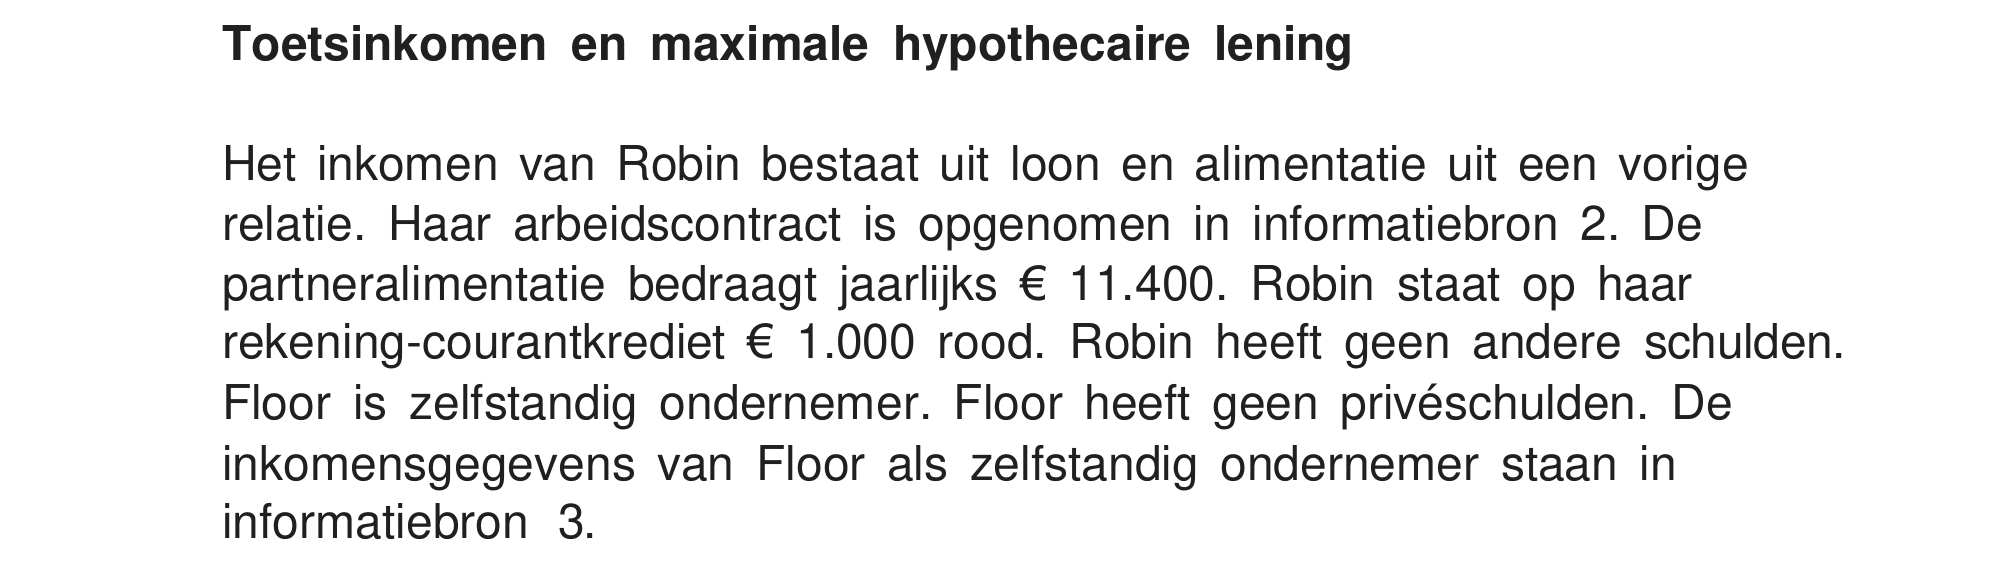 Toetsinkomen en maximale hypothecaire lening
Het inkomen van Robin bestaat uit loon en alimentatie uit een vorige
relatie. Haar arbeidscontract is opgenomen in informatiebron 2. De
partneralimentatie bedraagt jaarlijks € 11.400. Robin staat op haar
rekening-courantkrediet € 1.000 rood. Robin heeft geen andere schulden.
Floor is zelfstandig ondernemer. Floor heeft geen privéschulden. De
inkomensgegevens van Floor als zelfstandig ondernemer staan in
informatiebron 3.